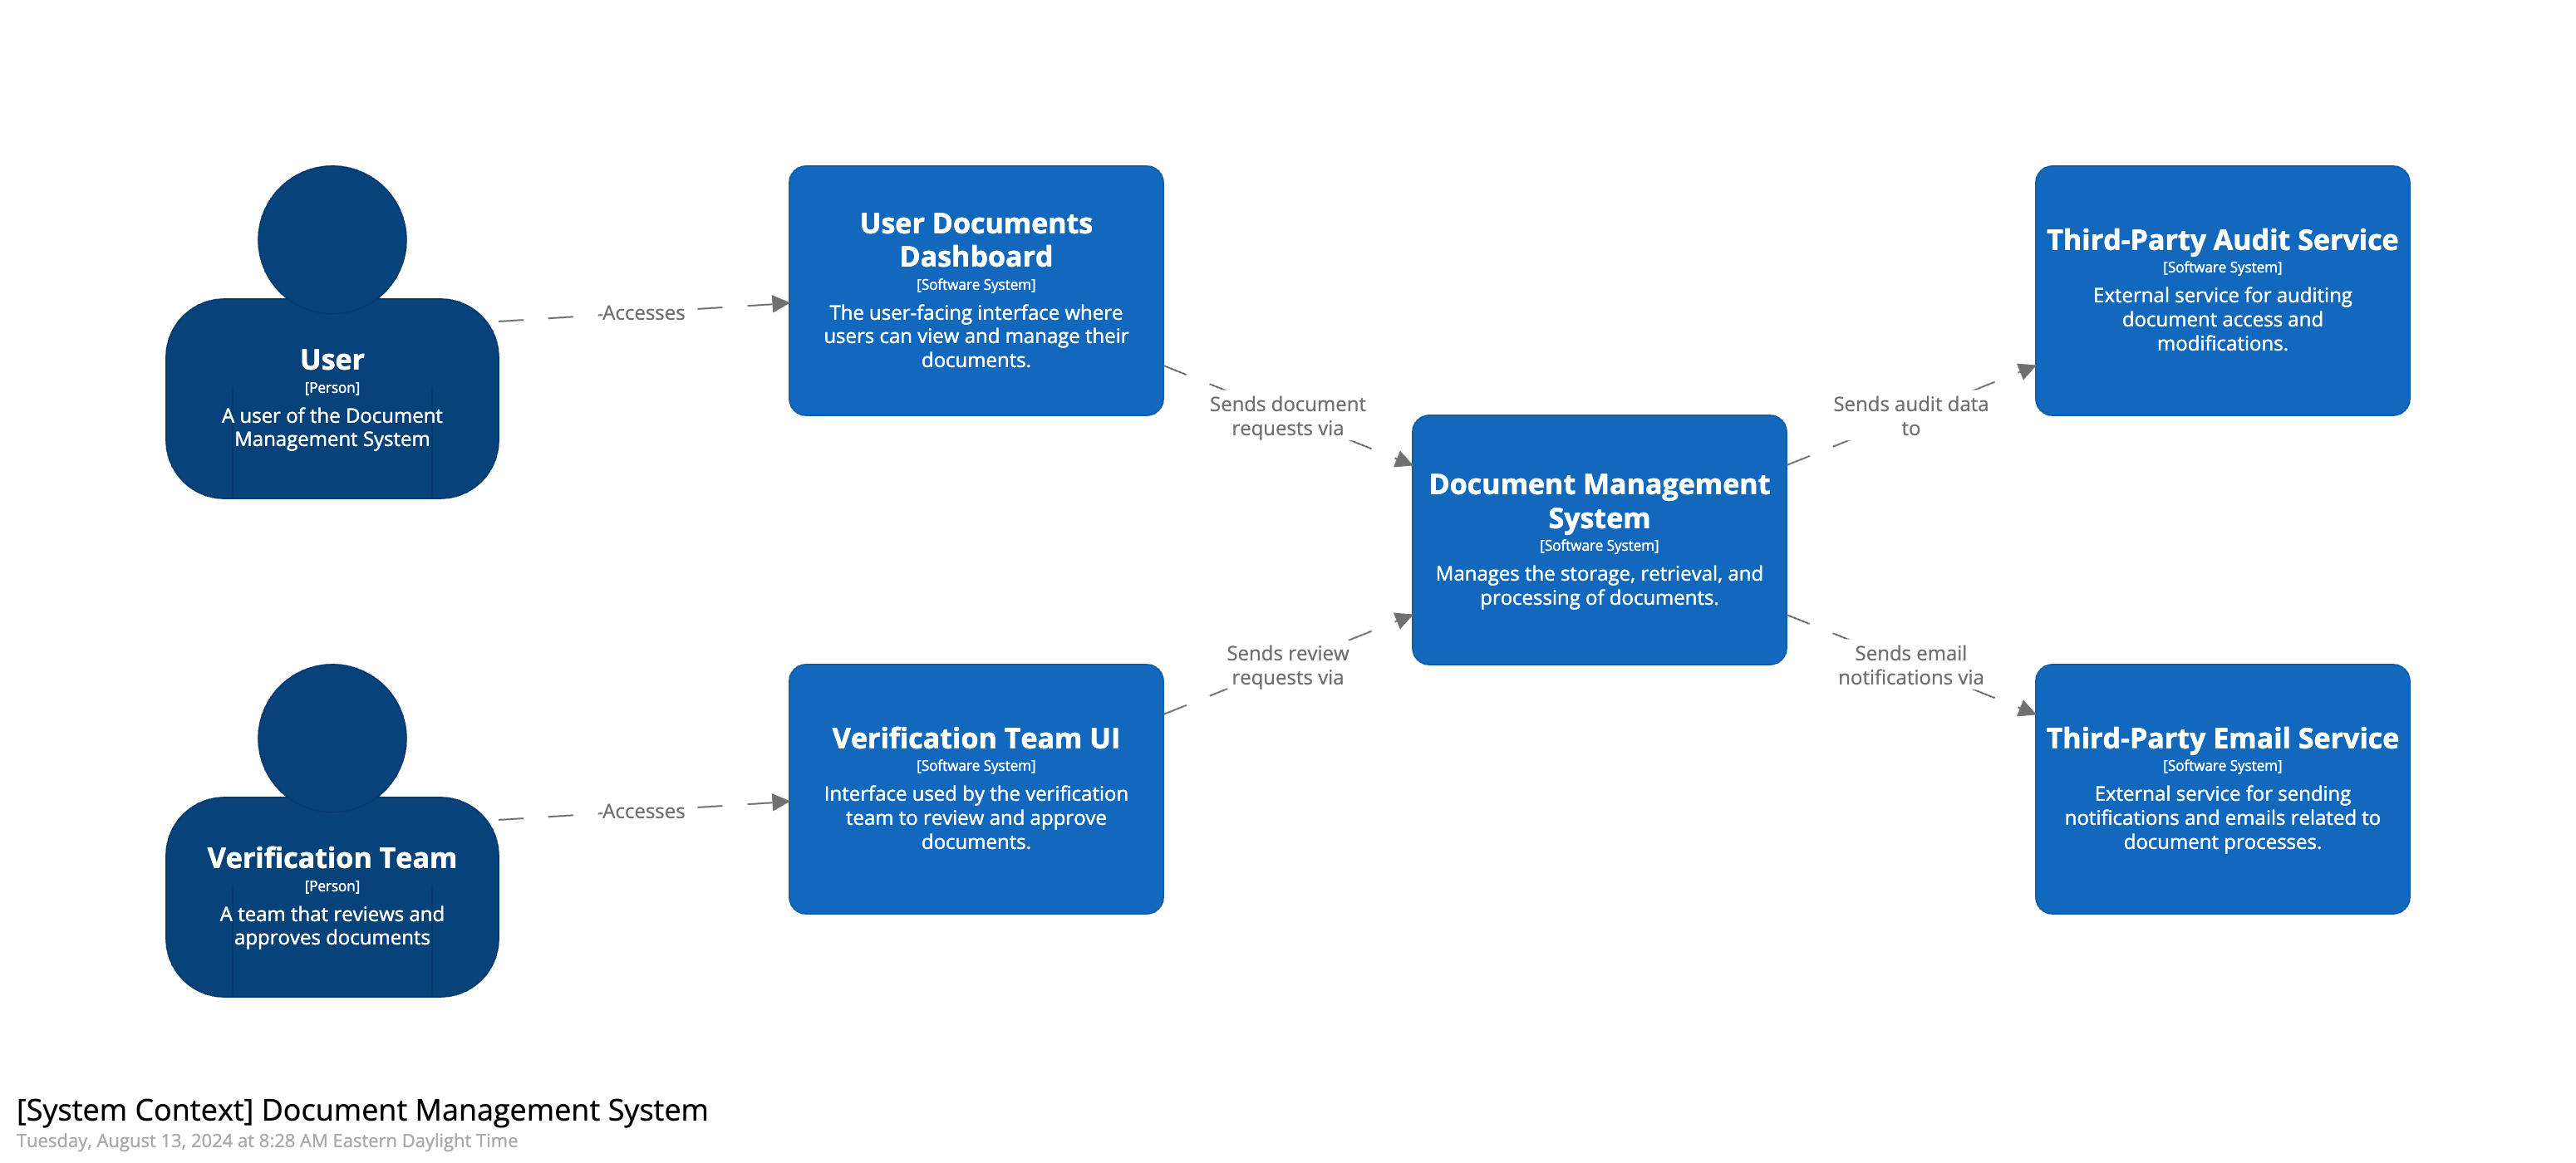 User
[Person]
A user of the Document
Management System
-Accesses
User Documents
Dashboard
[Software System]
The user-facing interface where
users can view and manage their
documents.
Sends document
requests via
Document Management
System
[Software System]
Manages the storage, retrieval, and
processing of documents.
Sends audit data
to
Third-Party Audit Service
[Software System]
External service for auditing
document access and
modifications.
Verification Team
[Person]
A team that reviews and
approves documents
-Accesses
Verification Team UI
[Software System]
Interface used by the verification
team to review and approve
documents.
Sends review
requests via
Sends email
notifications via
Third-Party Email Service
[Software System]
External service for sending
notifications and emails related to
document processes.
[System Context] Document Management System
Tuesday, August 13, 2024 at 8:28 AM Eastern Daylight Time